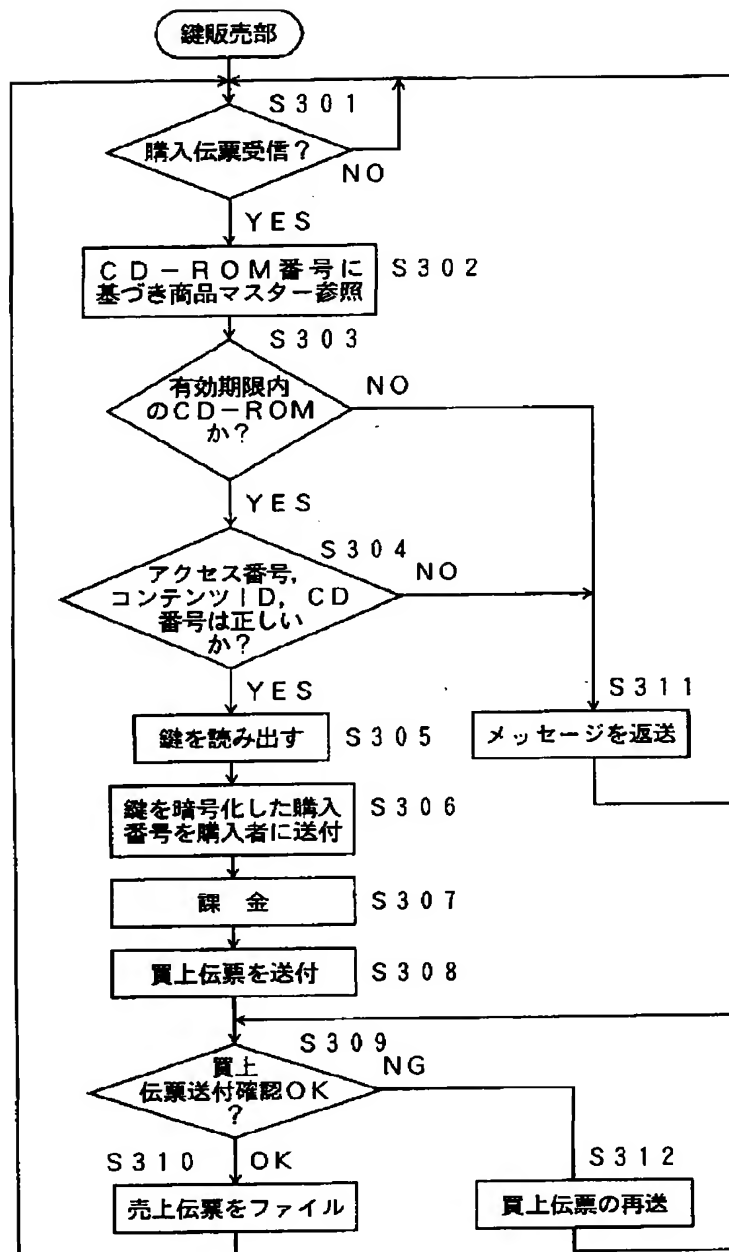 鍵販売部
S301
購入伝票受信？
NO
YES
CD-ROM番号に
基づき商品マスター参照
S302
S303
有効期限内
のCD-ROM
か？
NO
YES
S304
アクセス番号，
コンテンツID，CD
番号は正しい
か？
NO
YES
S311
メッセージを返送
鍵を読み出す
S305
鍵を暗号化した購入
番号を購入者に送付
S306
課 金
S307
買上伝票を送付
S308
S309
買上
伝票送付確認OK
？
NG
S310
OK
S312
売上伝票をファイル
買上伝票の再送